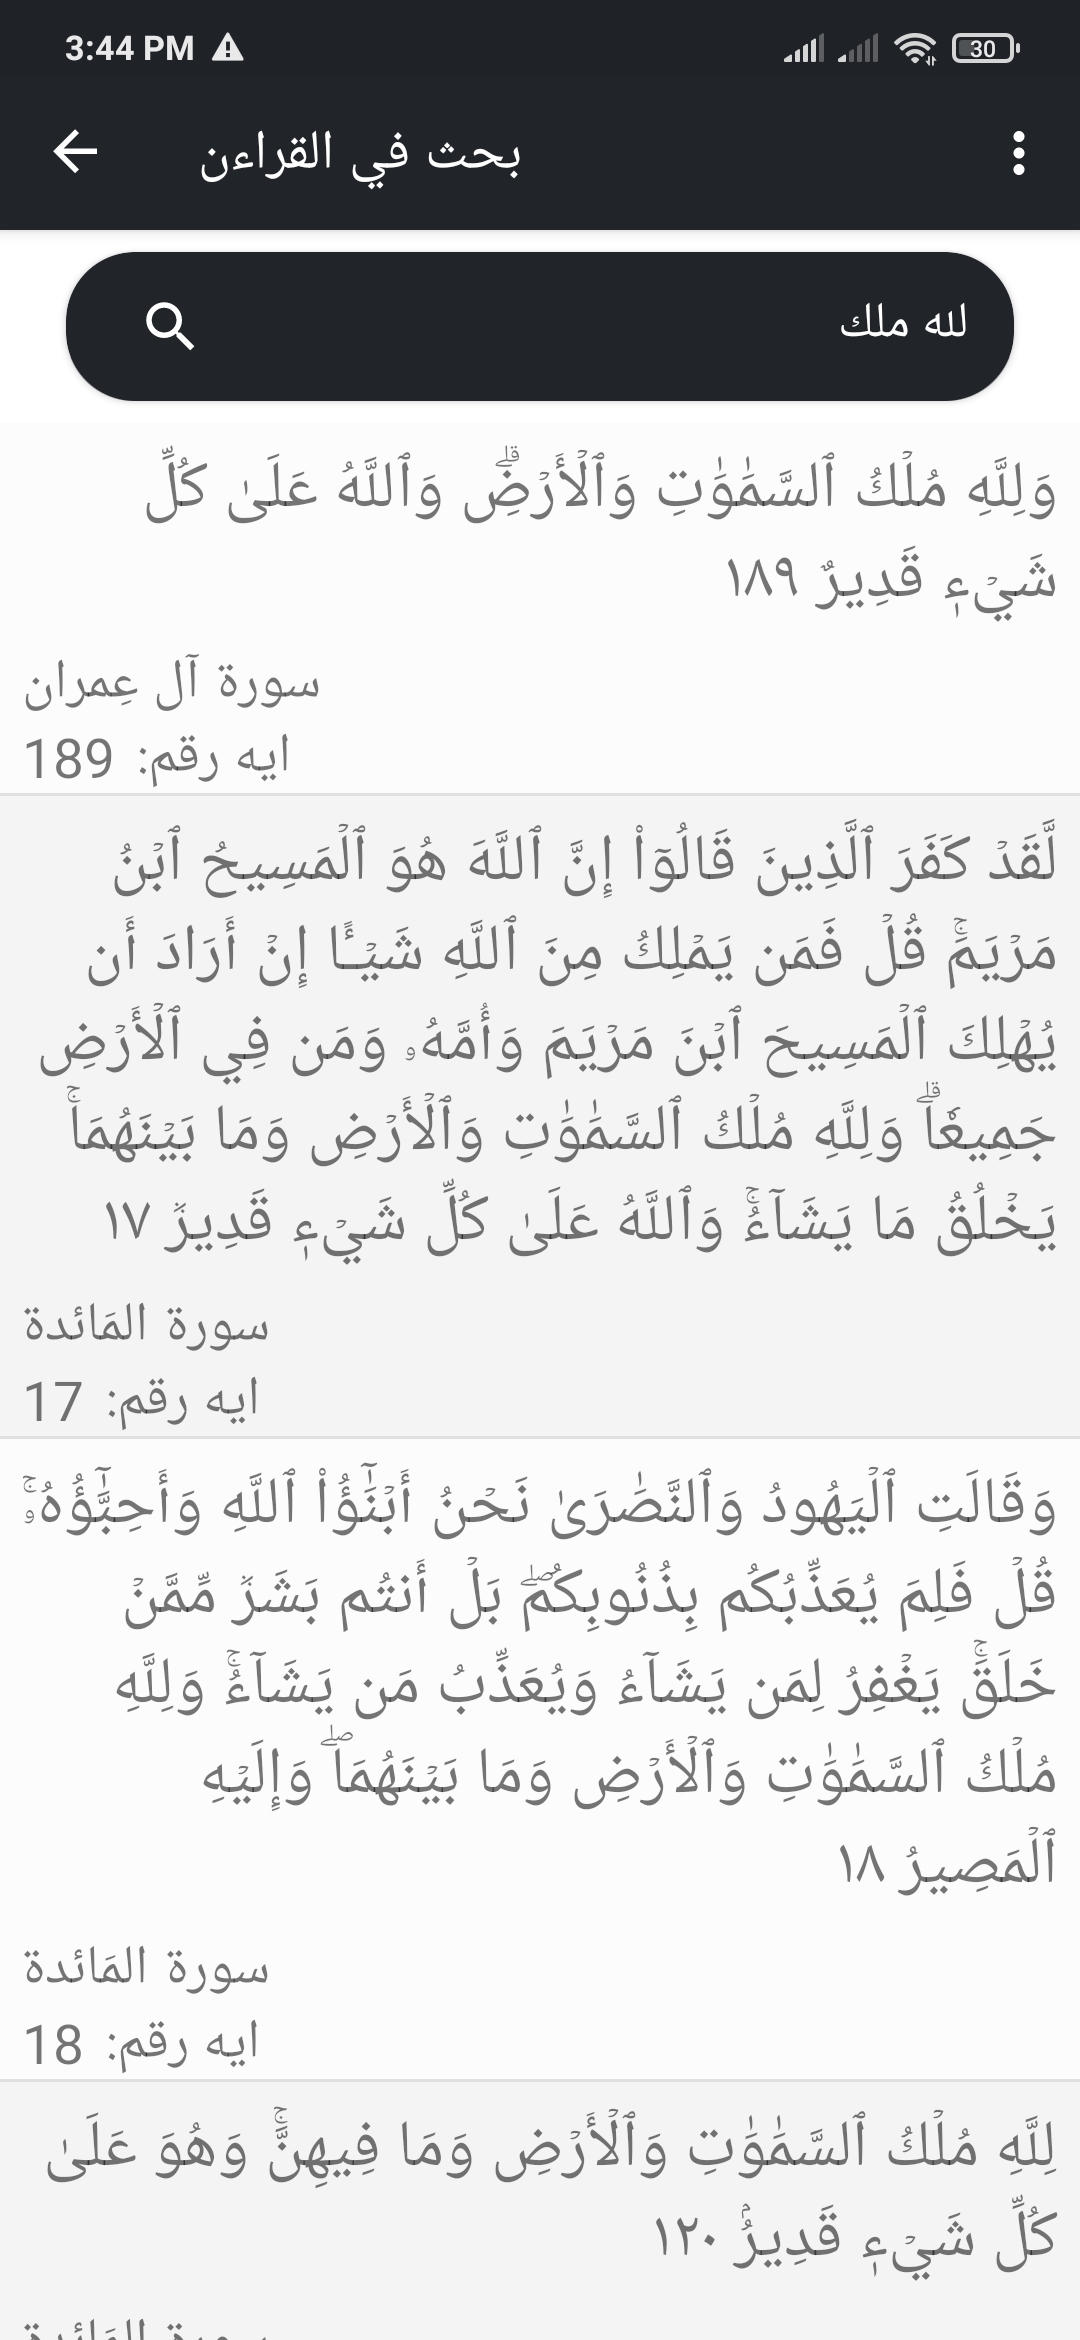 3:44 PM
30
بحث في القراءن
لله ملك
وَلِلَّهِ مُلۡكُ ٱلسَّمَٰوَٰتِ وَٱلۡأَرۡضِۗ وَٱللَّهُ عَلَىٰ كُلِّ
شَيۡءٖ قَدِيرٌ ١٨٩
سورة آل عِمران
ايه رقم: 189
لَّقَدۡ كَفَرَ ٱلَّذِينَ قَالُوٓاْ إِنَّ ٱللَّهَ هُوَ ٱلۡمَسِيحُ ٱبۡنُ
مَرۡيَمَۚ قُلۡ فَمَن يَمۡلِكُ مِنَ ٱللَّهِ شَيۡـًٔا إِنۡ أَرَادَ أَن
يُهۡلِكَ ٱلۡمَسِيحَ ٱبۡنَ مَرۡيَمَ وَأُمَّهُۥ وَمَن فِي ٱلۡأَرۡضِ
جَمِيعٗاۗ وَلِلَّهِ مُلۡكُ ٱلسَّمَٰوَٰتِ وَٱلۡأَرۡضِ وَمَا بَيۡنَهُمَاۚ
يَخۡلُقُ مَا يَشَآءُۚ وَٱللَّهُ عَلَىٰ كُلِّ شَيۡءٖ قَدِيرٞ ١٧
سورة المَائدة
ايه رقم: 17
وَقَالَتِ ٱلۡيَهُودُ وَٱلنَّصَٰرَىٰ نَحۡنُ أَبۡنَٰٓؤُاْ ٱللَّهِ وَأَحِبَّٰٓؤُهُۥۚ
قُلۡ فَلِمَ يُعَذِّبُكُم بِذُنُوبِكُمۖ بَلۡ أَنتُم بَشَرٞ مِّمَّنۡ
خَلَقَۚ يَغۡفِرُ لِمَن يَشَآءُ وَيُعَذِّبُ مَن يَشَآءُۚ وَلِلَّهِ
مُلۡكُ ٱلسَّمَٰوَٰتِ وَٱلۡأَرۡضِ وَمَا بَيۡنَهُمَاۖ وَإِلَيۡهِ
ٱلۡمَصِيرُ ١٨
سورة المَائدة
ايه رقم: 18
لِلَّهِ مُلۡكُ ٱلسَّمَٰوَٰتِ وَٱلۡأَرۡضِ وَمَا فِيهِنَّۚ وَهُوَ عَلَىٰ
كُلِّ شَيۡءٖ قَدِيرُۢ ١٢٠
سورة المَائدة